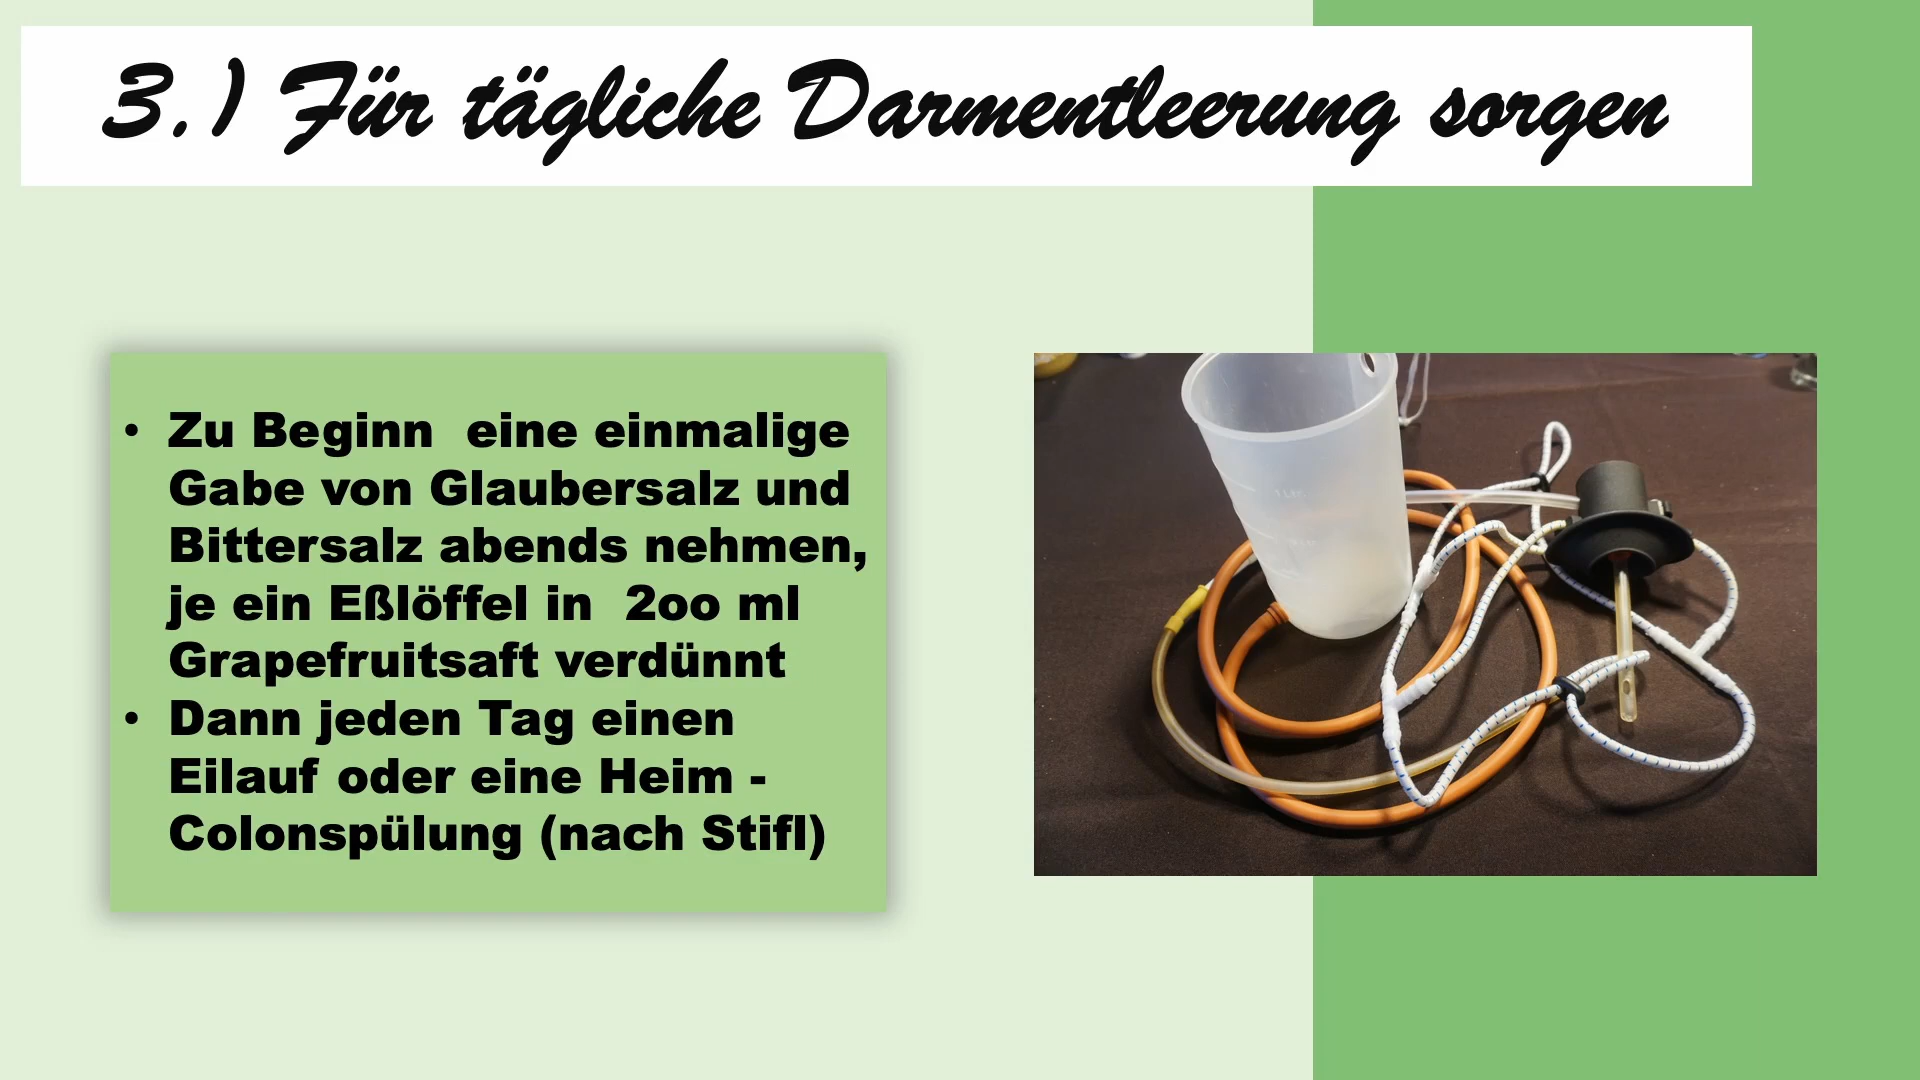 3.) Für tägliche Darmentleerung sorgen
• Zu Beginn  eine einmalige
Gabe von Glaubersalz und
Bittersalz abends nehmen,
je ein Eßlöffel in  2oo ml
Grapefruitsaft verdünnt
• Dann jeden Tag einen
Eilauf oder eine Heim -
Colonspülung (nach Stifl)